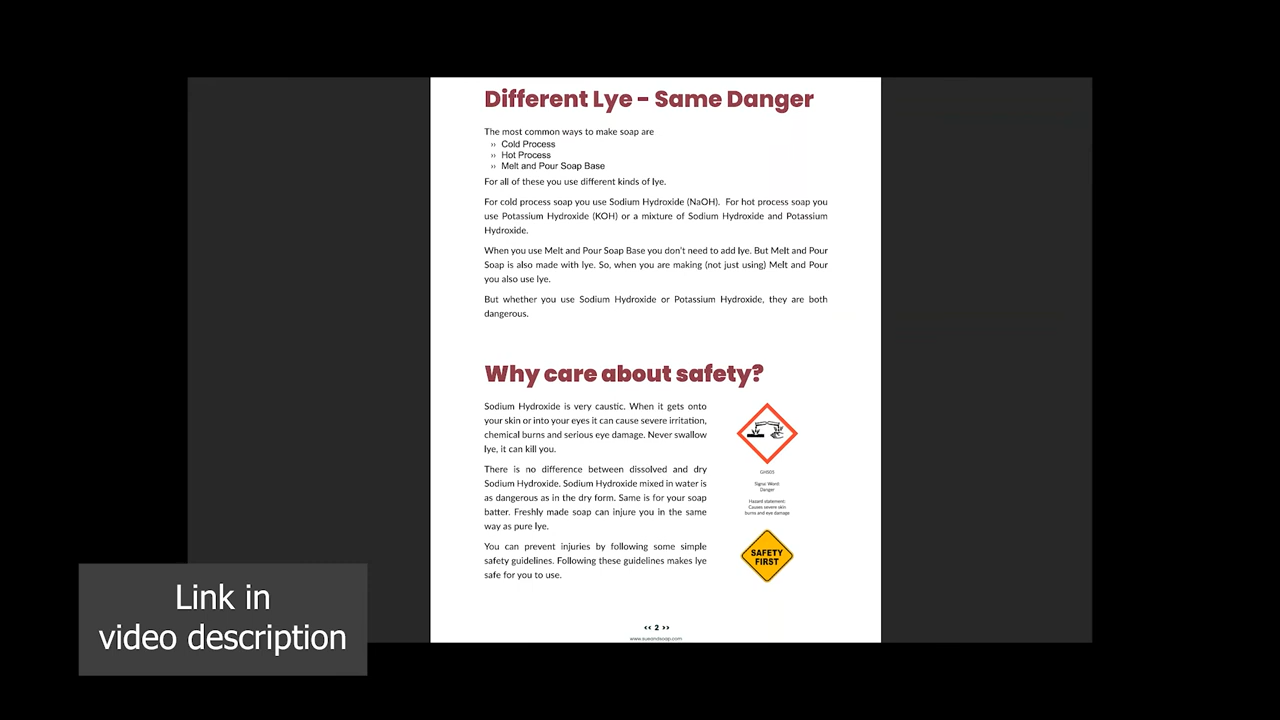 Different Lye - Same Danger
The most common ways to make soap are
›› Cold Process
›› Hot Process
›› Melt and Pour Soap Base
For all of these you use different kinds of lye.
For cold process soap you use Sodium Hydroxide (NaOH). For hot process soap you
use Potassium Hydroxide (KOH) or a mixture of Sodium Hydroxide and Potassium
Hydroxide.
When you use Melt and Pour Soap Base you don't need to add lye. But Melt and Pour
Soap is also made with lye. So, when you are making (not just using) Melt and Pour
you also use lye.
But whether you use Sodium Hydroxide or Potassium Hydroxide, they are both
dangerous.
Why care about safety?
Sodium Hydroxide is very caustic. When it gets onto
your skin or into your eyes it can cause severe irritation,
chemical burns and serious eye damage. Never swallow
lye, it can kill you.
There is no difference between dissolved and dry
Sodium Hydroxide. Sodium Hydroxide mixed in water is
as dangerous as in the dry form. Same is for your soap
batter. Freshly made soap can injure you in the same
way as pure lye.
You can prevent injuries by following some simple
safety guidelines. Following these guidelines makes lye
safe for you to use.
GHS05
Signal Word:
Danger
Hazard statement:
Causes severe skin
burns and eye damage
SAFETY
FIRST
‹‹ 2 ››
www.sueandsoap.com
Link in
video description